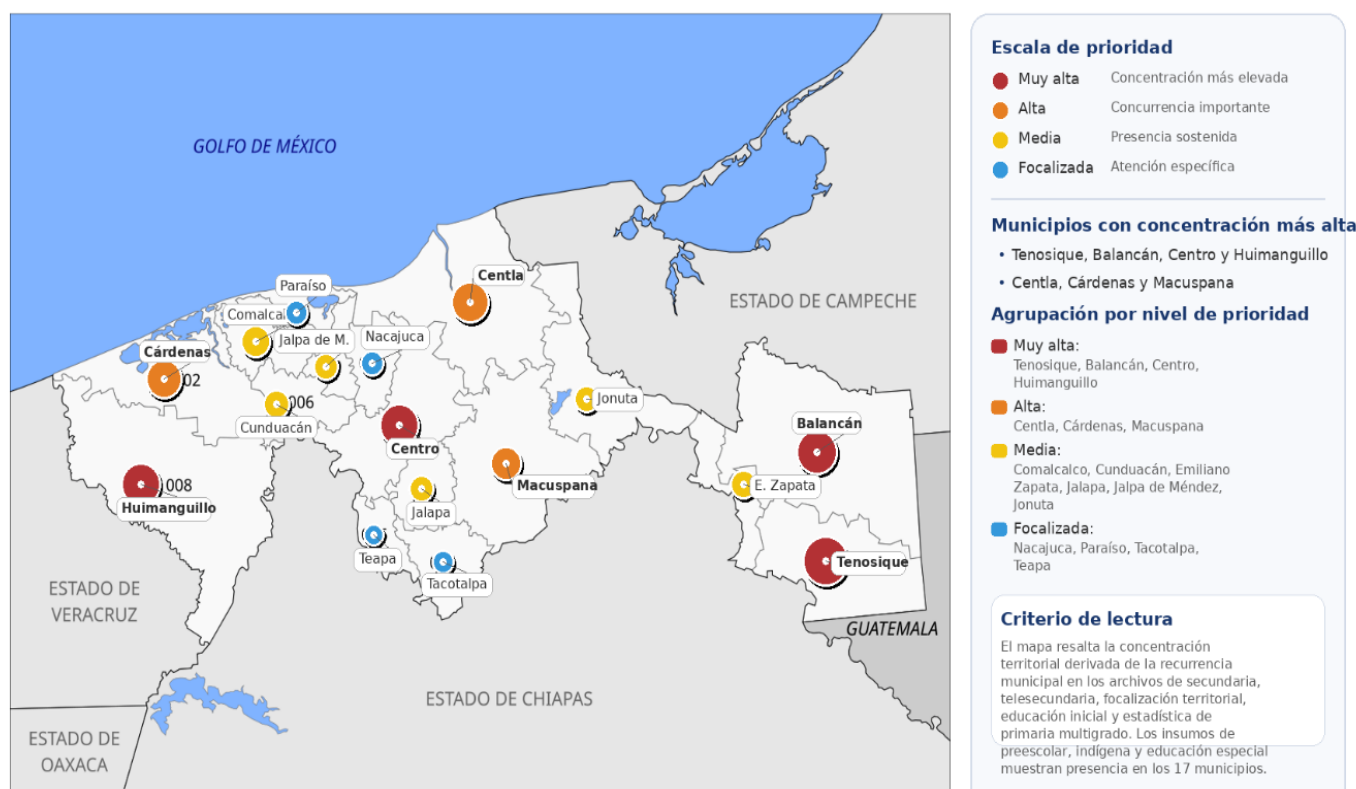 GOLFO DE MÉXICO
Paraíso
Comalcal
Jalpa de M.
Nacajuca
Centla
Cárdenas
02
006
Cunduacán
Jonuta
ESTADO DE CAMPECHE
Centro
Balancán
008
Huimanguillo
Macuspana
E. Zapata
Jalapa
Teapa
Tacotalpa
Tenosique
ESTADO DE
VERACRUZ
GUATEMALA
ESTADO DE CHIAPAS
ESTADO DE
OAXACA
Escala de prioridad
Muy alta Concentración más elevada
Alta Concurrencia importante
Media Presencia sostenida
Focalizada Atención específica
Municipios con concentración más alta
• Tenosique, Balancán, Centro y Huimanguillo
• Centla, Cárdenas y Macuspana
Agrupación por nivel de prioridad
Muy alta:
Tenosique, Balancán, Centro,
Huimanguillo
Alta:
Centla, Cárdenas, Macuspana
Media:
Comalcalco, Cunduacán, Emiliano
Zapata, Jalapa, Jalpa de Méndez,
Jonuta
Focalizada:
Nacajuca, Paraíso, Tacotalpa,
Teapa
Criterio de lectura
El mapa resalta la concentración
territorial derivada de la recurrencia
municipal en los archivos de secundaria,
telesecundaria, focalización territorial,
educación inicial y estadística de
primaria multigrado. Los insumos de
preescolar, indígena y educación especial
muestran presencia en los 17 municipios.